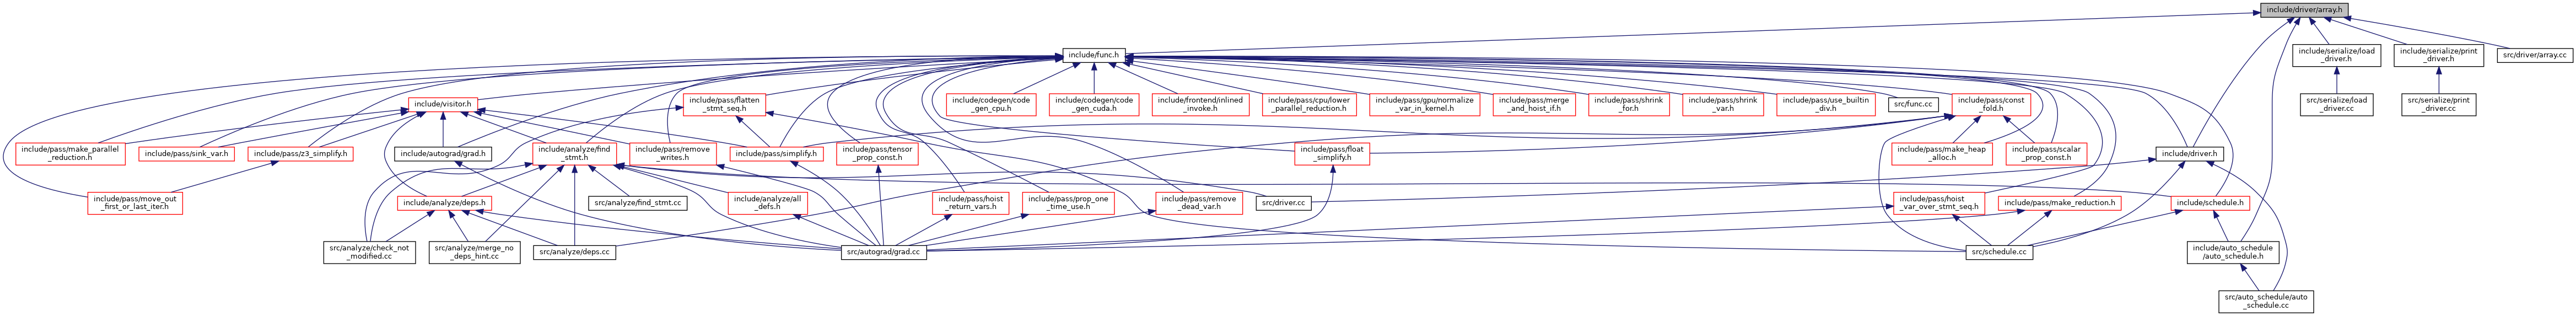 include/driver/array.h
include/func.h
include/serialize/load
_driver.h
include/serialize/print
_driver.h
src/driver/array.cc
include/visitor.h
include/pass/flatten
_stmt_seq.h
include/codegen/code
_gen_cpu.h
include/codegen/code
_gen_cuda.h
include/frontend/inlined
_invoke.h
include/pass/cpu/lower
_parallel_reduction.h
include/pass/gpu/normalize
_var_in_kernel.h
include/pass/merge
_and_hoist_if.h
include/pass/shrink
_for.h
include/pass/shrink
_var.h
include/pass/use_builtin
_div.h
src/func.cc
include/pass/const
_fold.h
src/serialize/load
_driver.cc
src/serialize/print
_driver.cc
include/pass/make_parallel
_reduction.h
include/pass/sink_var.h
include/pass/z3_simplify.h
include/autograd/grad.h
include/analyze/find
_stmt.h
include/pass/remove
_writes.h
include/pass/simplify.h
include/pass/tensor
_prop_const.h
include/pass/float
_simplify.h
include/pass/make_heap
_alloc.h
include/pass/scalar
_prop_const.h
include/driver.h
include/pass/move_out
_first_or_last_iter.h
include/analyze/deps.h
src/analyze/find_stmt.cc
include/analyze/all
_defs.h
include/pass/hoist
_return_vars.h
include/pass/prop_one
_time_use.h
include/pass/remove
_dead_var.h
src/driver.cc
include/pass/hoist
_var_over_stmt_seq.h
include/pass/make_reduction.h
include/schedule.h
src/analyze/check_not
_modified.cc
src/analyze/merge_no
_deps_hint.cc
src/analyze/deps.cc
src/autograd/grad.cc
src/schedule.cc
include/auto_schedule
/auto_schedule.h
src/auto_schedule/auto
_schedule.cc